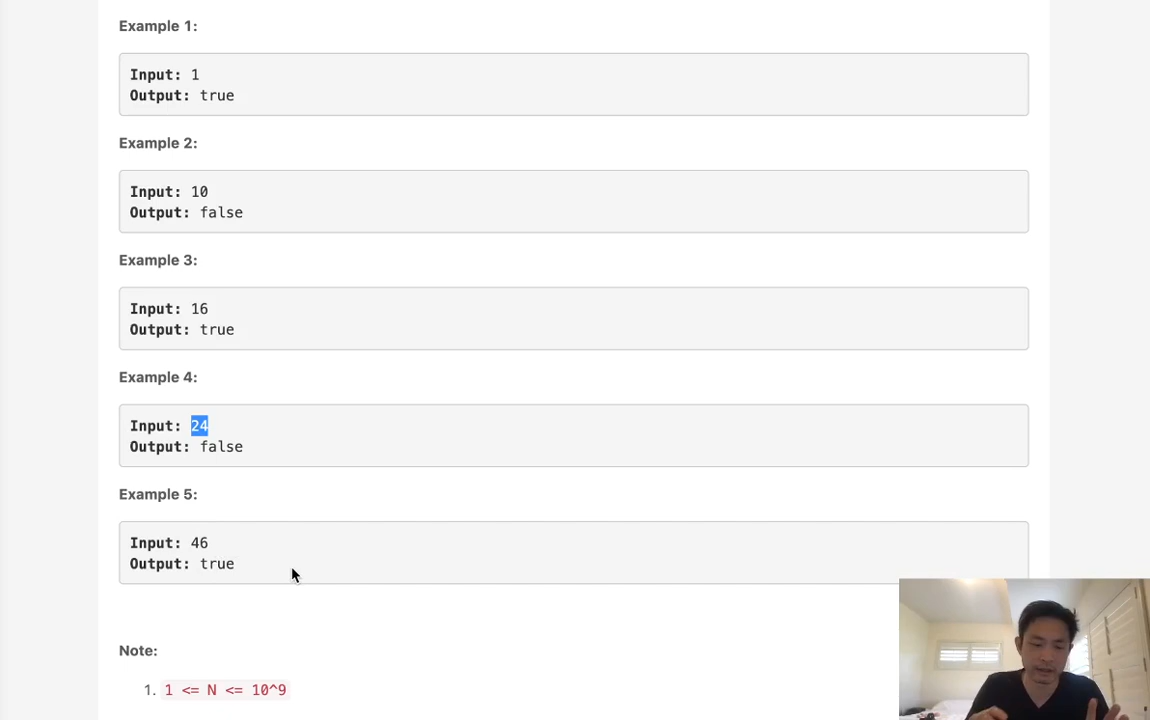 Example 1:
Input: 1
Output: true
Example 2:
Input: 10
Output: false
Example 3:
Input: 16
Output: true
Example 4:
Input: 24
Output: false
Example 5:
Input: 46
Output: true
Note:
1. 1 <= N <= 10^9